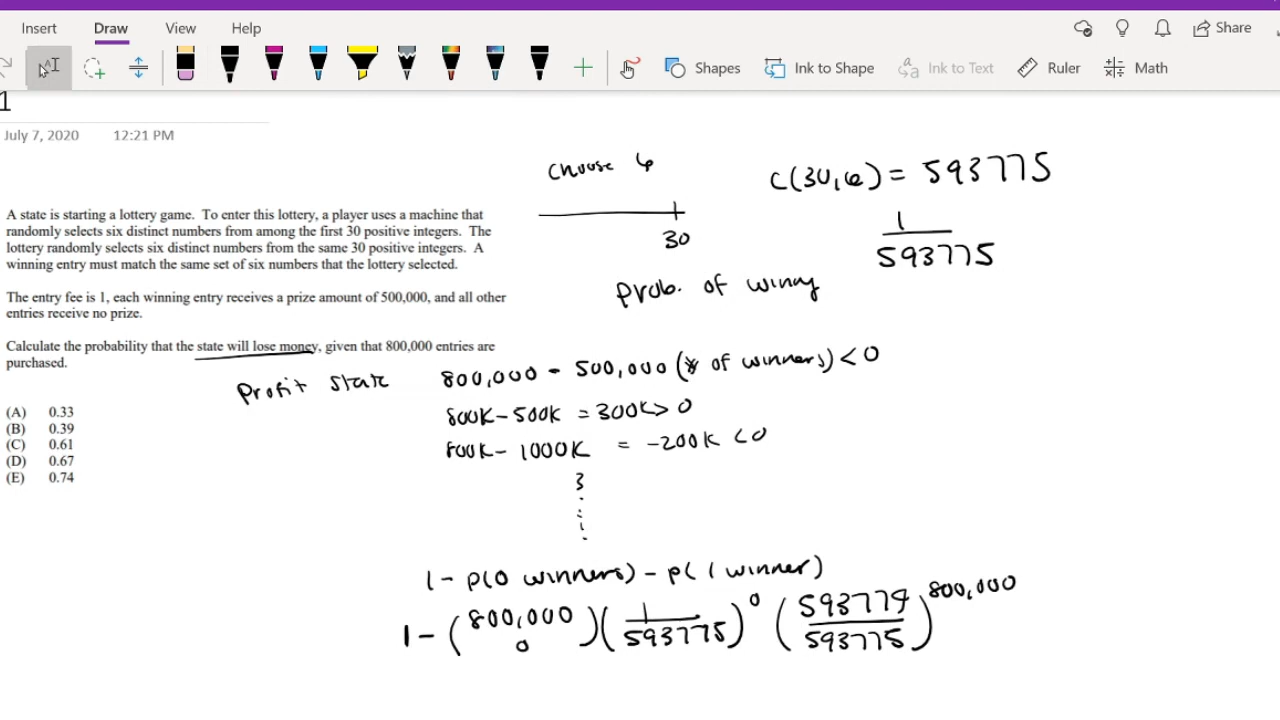 Insert Draw View Help Share
Shapes Ink to Shape Ink to Text Ruler Math
1
July 7, 2020 12:21 PM
A state is starting a lottery game. To enter this lottery, a player uses a machine that
randomly selects six distinct numbers from among the first 30 positive integers. The
lottery randomly selects six distinct numbers from the same 30 positive integers. A
winning entry must match the same set of six numbers that the lottery selected.
The entry fee is 1, each winning entry receives a prize amount of 500,000, and all other
entries receive no prize.
Calculate the probability that the state will lose money, given that 800,000 entries are
purchased.
(A) 0.33
(B) 0.39
(C) 0.61
(D) 0.67
(E) 0.74
Choose 6
30
C(30,6) = 593775
1
593775
Prob. of winny
Profit state 800,000 - 500,000 (# of winners) < 0
800K - 500K = 300K > 0
800K - 1000K = -200K < 0
3
1 - P(0 winners) - P(1 winner)
1 - (800,000 0) (1/593775)^0 (593774/593775)^800,000